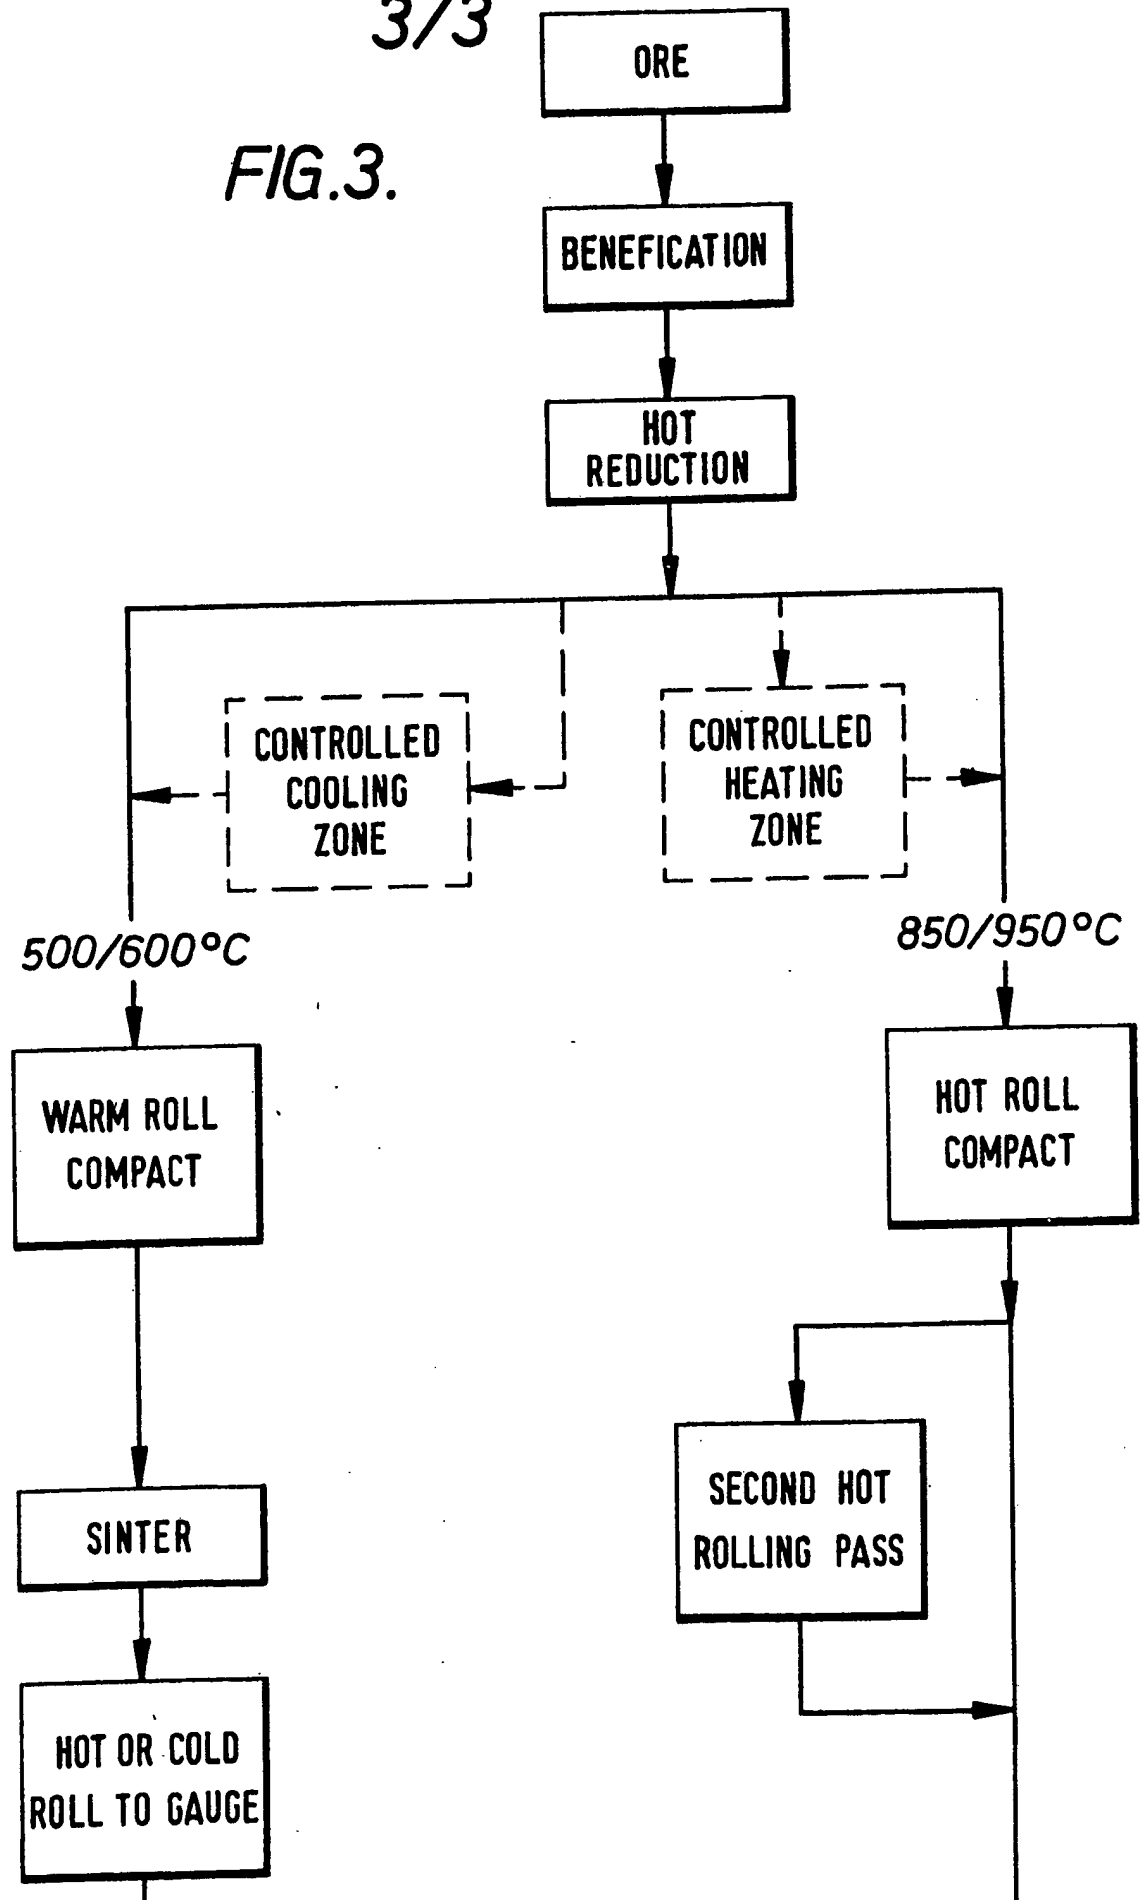 3/3
FIG.3.
ORE
BENEFICATION
HOT
REDUCTION
CONTROLLED
COOLING
ZONE
CONTROLLED
HEATING
ZONE
500/600°C
850/950°C
WARM ROLL
COMPACT
HOT ROLL
COMPACT
SECOND HOT
ROLLING PASS
SINTER
HOT OR COLD
ROLL TO GAUGE